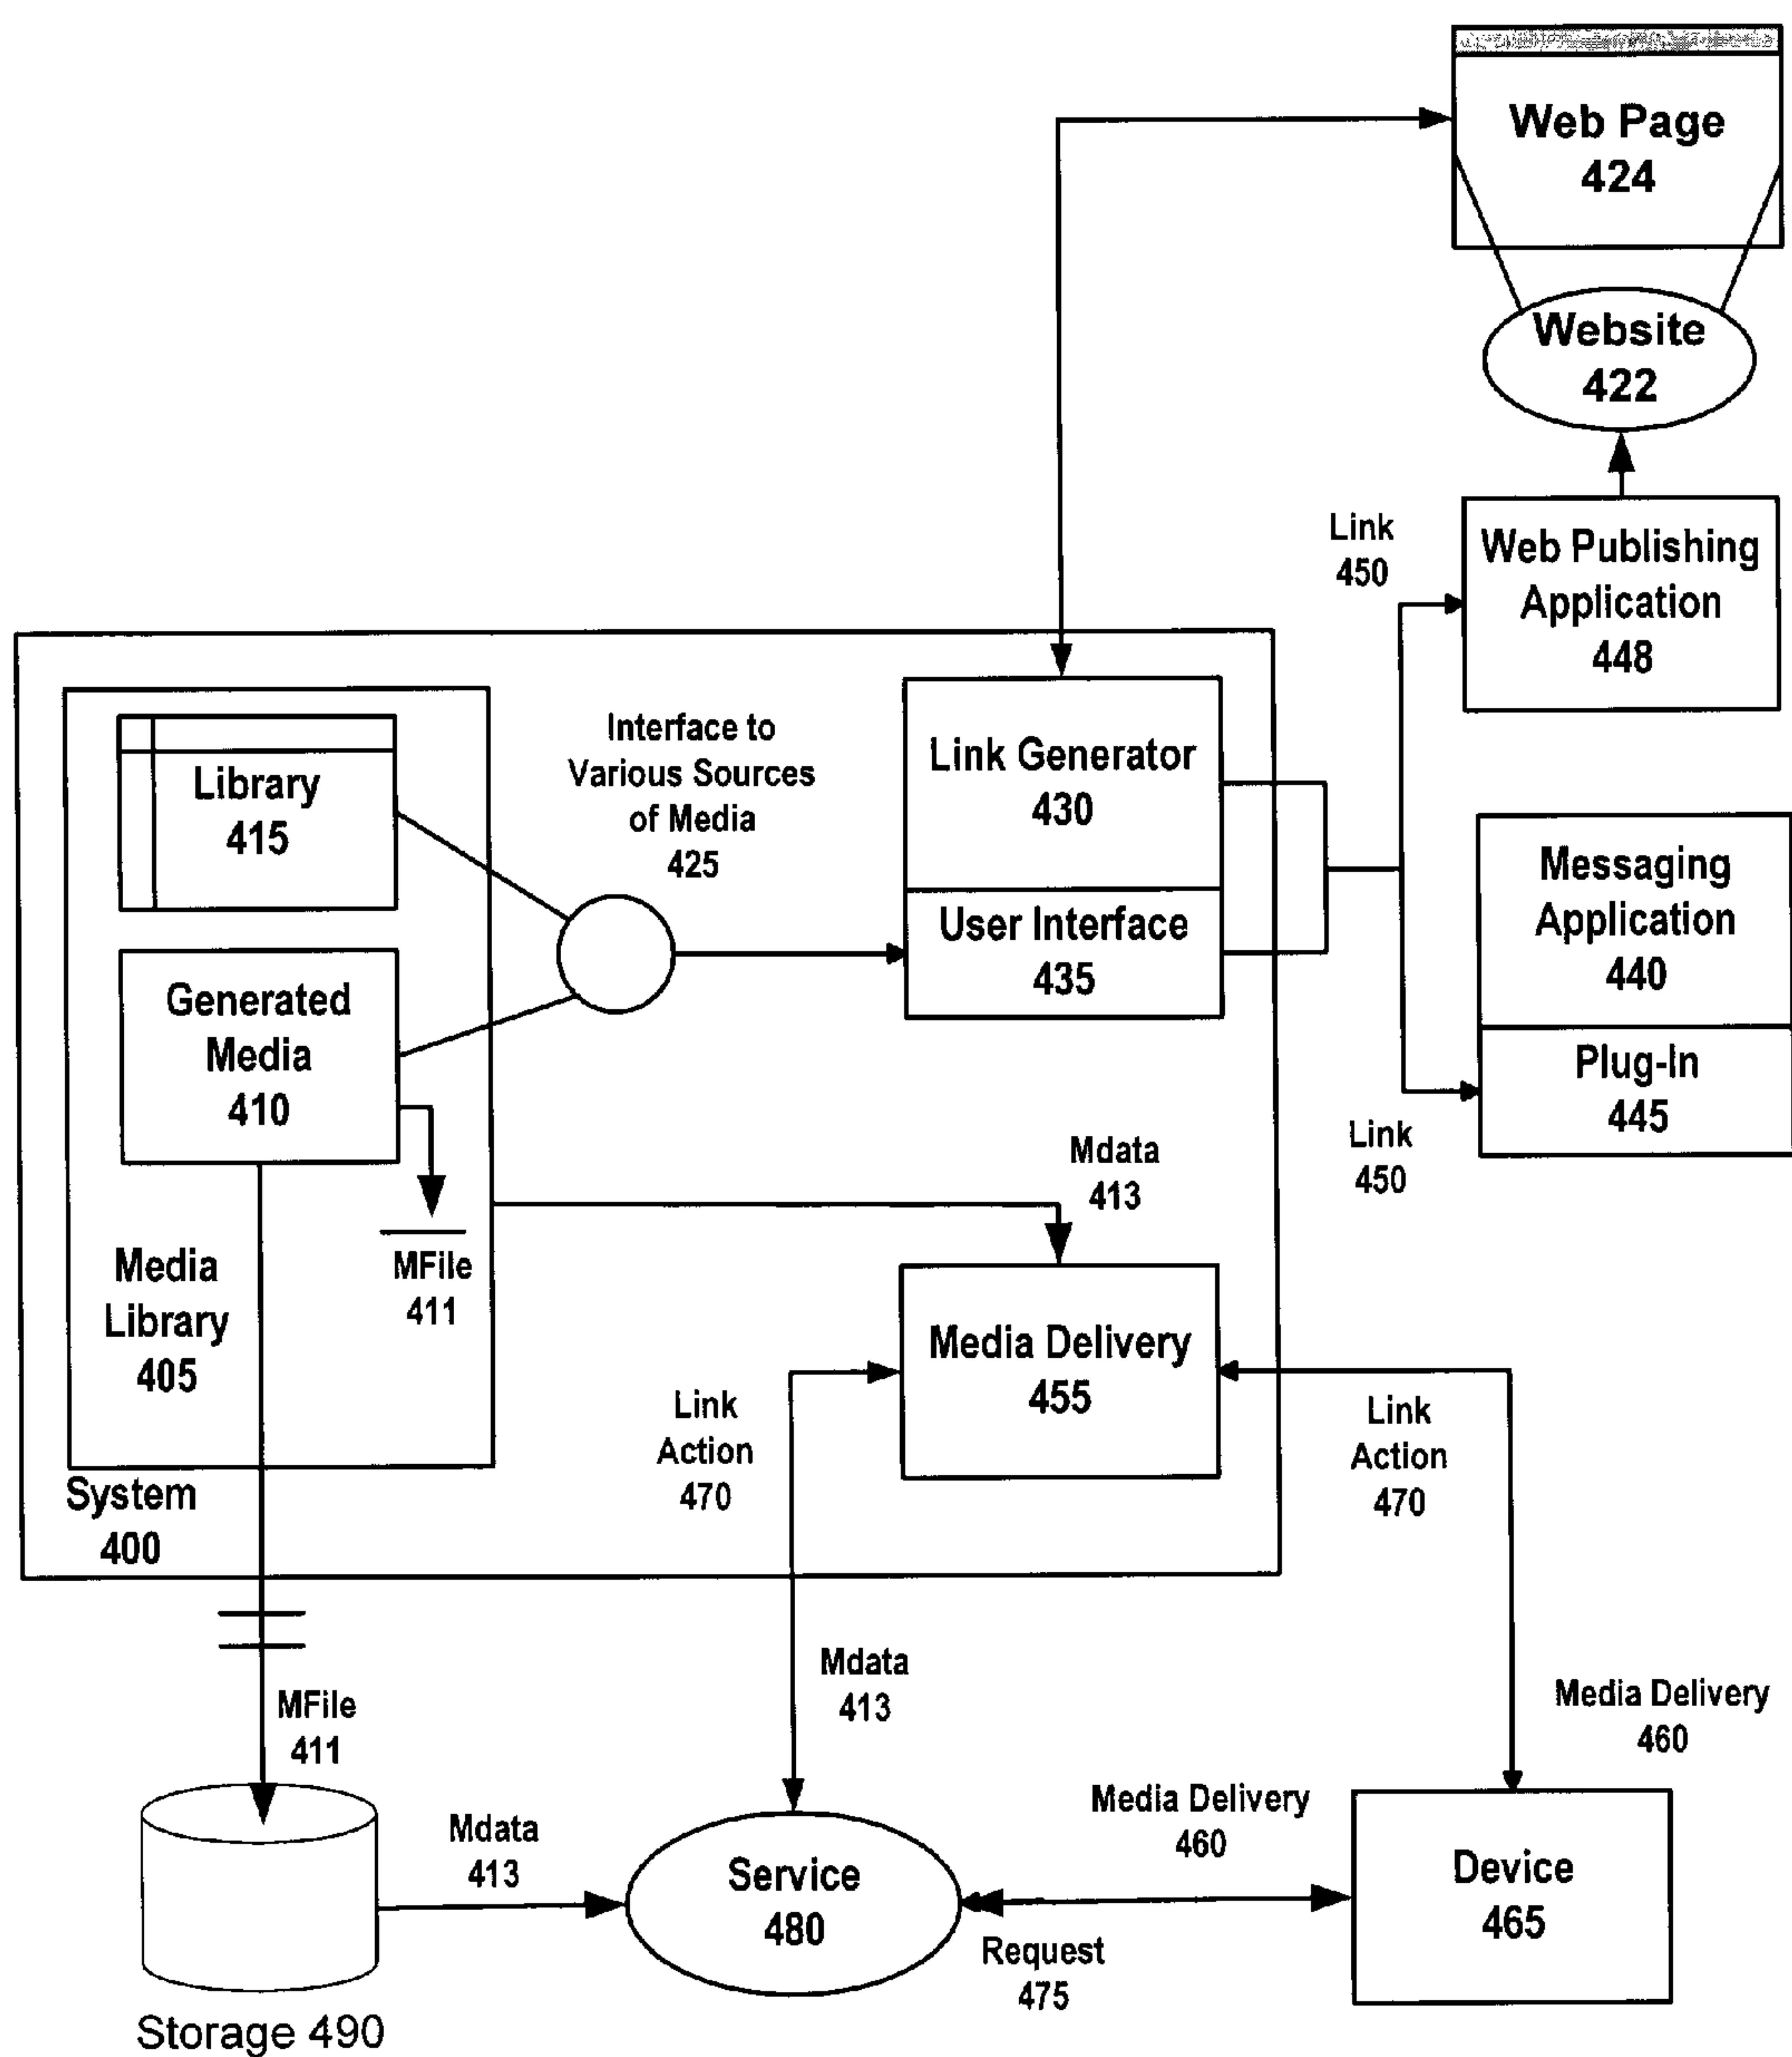 Web Page
424
Website
422
Link
450
Web Publishing
Application
448
Interface to
Various Sources
of Media
425
Library
415
Link Generator
430
User Interface
435
Messaging
Application
440
Plug-In
445
Link
450
Generated
Media
410
MFile
411
Media
Library
405
Mdata
413
Media Delivery
455
Link
Action
470
Link
Action
470
System
400
MFile
411
Mdata
413
Mdata
413
Media Delivery
460
Media Delivery
460
Service
480
Request
475
Device
465
Storage 490